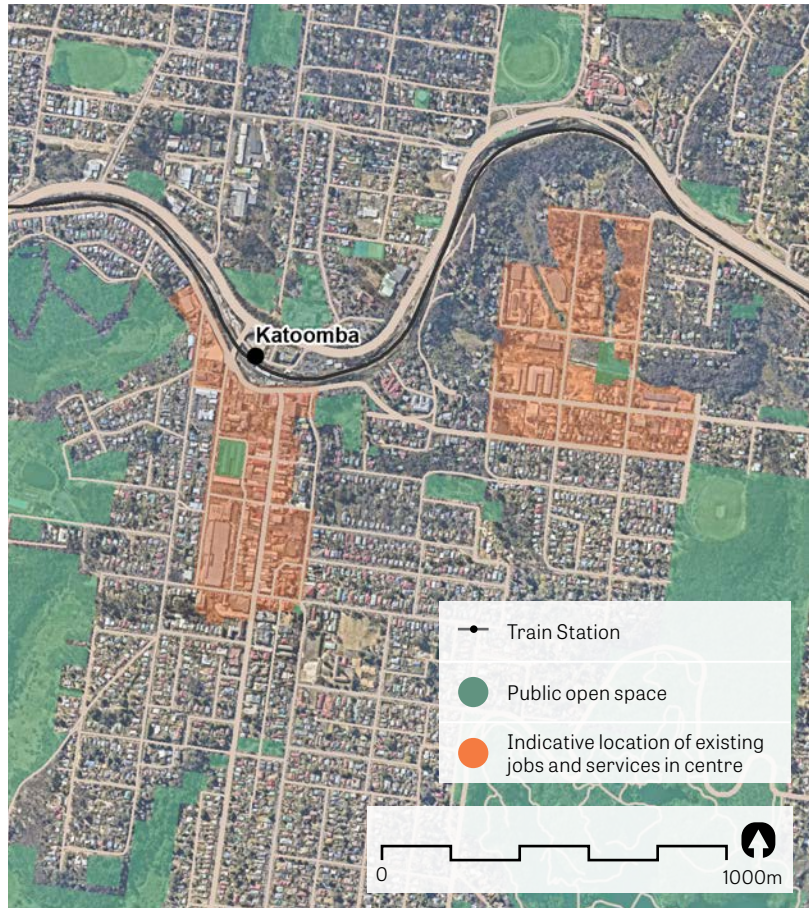 Katoomba
Train Station
Public open space
Indicative location of existing
jobs and services in centre
0
1000m